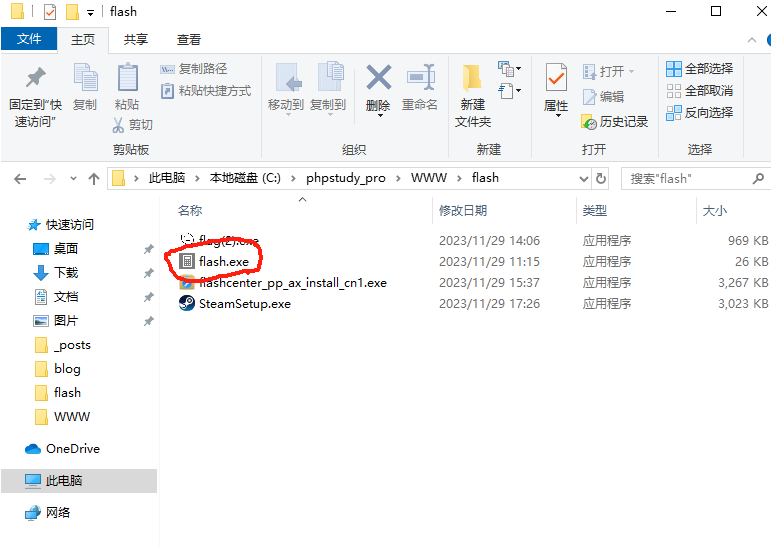 flash
文件 主页 共享 查看
固定到“快速访问” 复制 粘贴 复制路径 粘贴快捷方式 剪切 移动到 复制到 删除 重命名 新建文件夹 属性 打开 编辑 历史记录 全部选择 全部取消 反向选择
剪贴板 组织 新建 打开 选择
此电脑 本地磁盘 (C:) phpstudy_pro WWW flash 搜索"flash"
名称 修改日期 类型 大小
快速访问
桌面
下载
文档
图片
_posts
blog
flash
WWW
OneDrive
此电脑
网络
flag(2).exe 2023/11/29 14:06 应用程序 969 KB
flash.exe 2023/11/29 11:15 应用程序 26 KB
flashcenter_pp_ax_install_cn1.exe 2023/11/29 15:37 应用程序 3,267 KB
SteamSetup.exe 2023/11/29 17:26 应用程序 3,023 KB